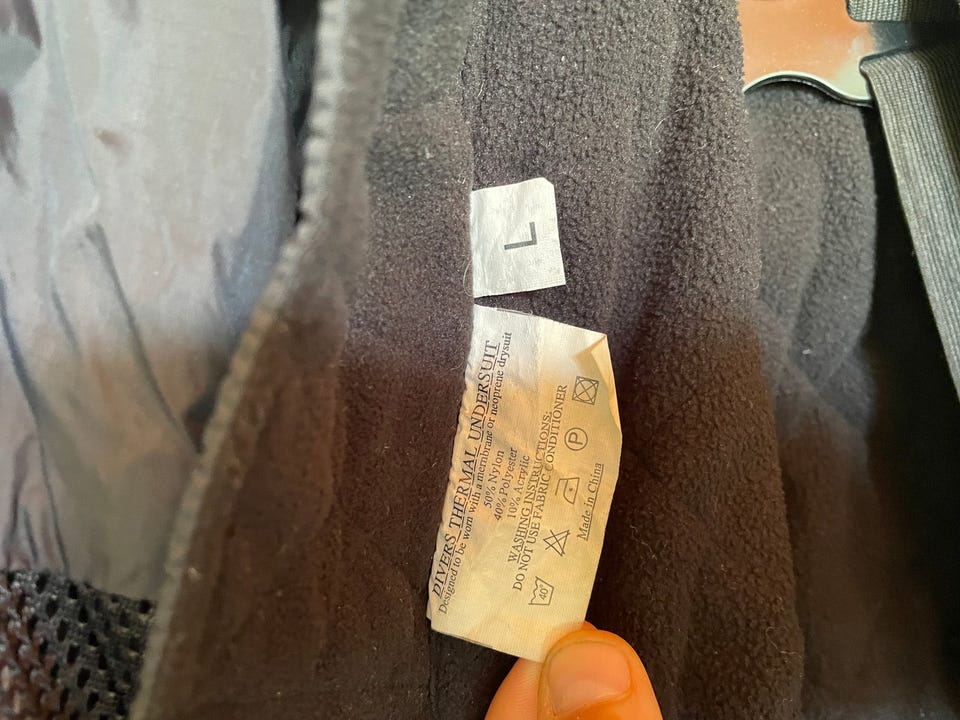 L
DIVERS THERMAL UNDERSUIT
Designed to be worn with a membrane or neoprene drysuit
50% Nylon
40% Polyester
10% Acrylic
WASHING INSTRUCTIONS:
DO NOT USE FABRIC CONDITIONER
40° P
Made in China